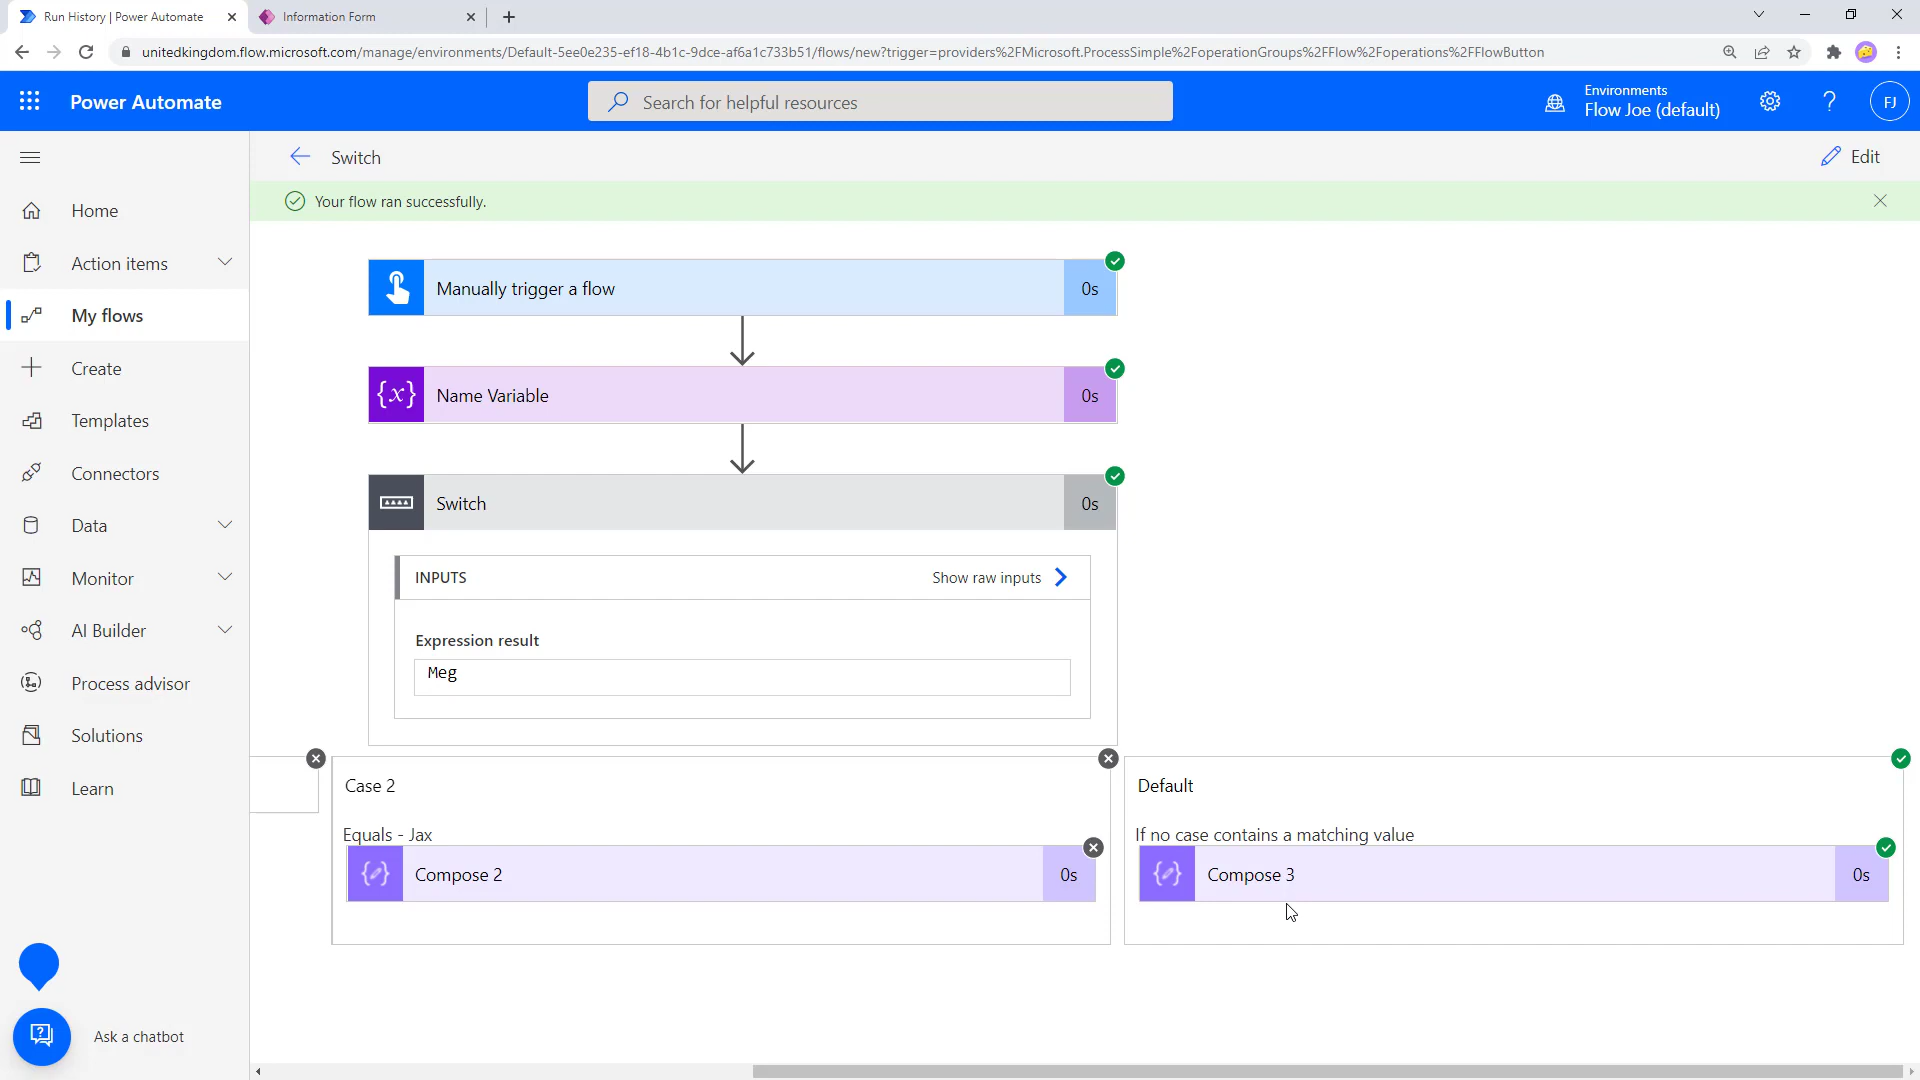 Run History | Power Automate
Information Form
unitedkingdom.flow.microsoft.com/manage/environments/Default-5ee0e235-ef18-4b1c-9dce-af6a1c733b51/flows/new?trigger=providers%2FMicrosoft.ProcessSimple%2FoperationGroups%2FFlow%2Foperations%2FFlowButton
Power Automate
Search for helpful resources
Environments
Flow Joe (default)
?
FJ
Switch
Edit
Your flow ran successfully.
Home
Action items
My flows
Create
Templates
Connectors
Data
Monitor
AI Builder
Process advisor
Solutions
Learn
Ask a chatbot
Manually trigger a flow
0s
{x}
Name Variable
0s
Switch
0s
INPUTS
Show raw inputs
Expression result
Meg
Case 2
Equals - Jax
Compose 2
0s
Default
If no case contains a matching value
Compose 3
0s